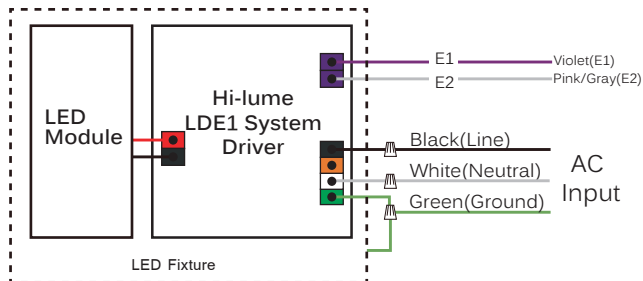 E1
Violet(E1)
E2
Pink/Gray(E2)
LED
Module
Hi-lume
LDE1 System
Driver
Black(Line)
White(Neutral)
Green(Ground)
AC
Input
LED Fixture